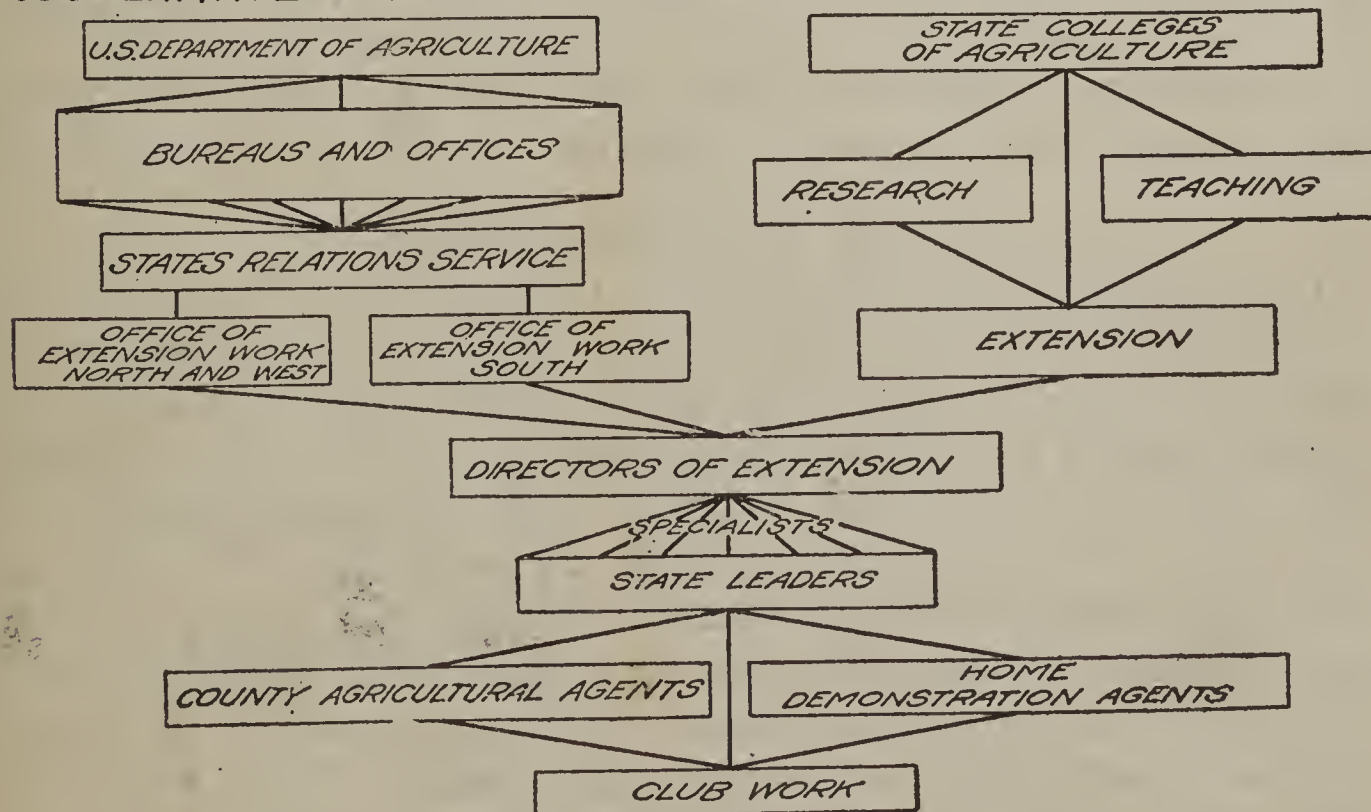 U.S. DEPARTMENT OF AGRICULTURE
STATE COLLEGES
OF AGRICULTURE
BUREAUS AND OFFICES
RESEARCH
TEACHING
STATES RELATIONS SERVICE
OFFICE OF
EXTENSION WORK
NORTH AND WEST
OFFICE OF
EXTENSION WORK
SOUTH
EXTENSION
DIRECTORS OF EXTENSION
SPECIALISTS
STATE LEADERS
COUNTY AGRICULTURAL AGENTS
HOME
DEMONSTRATION AGENTS
CLUB WORK